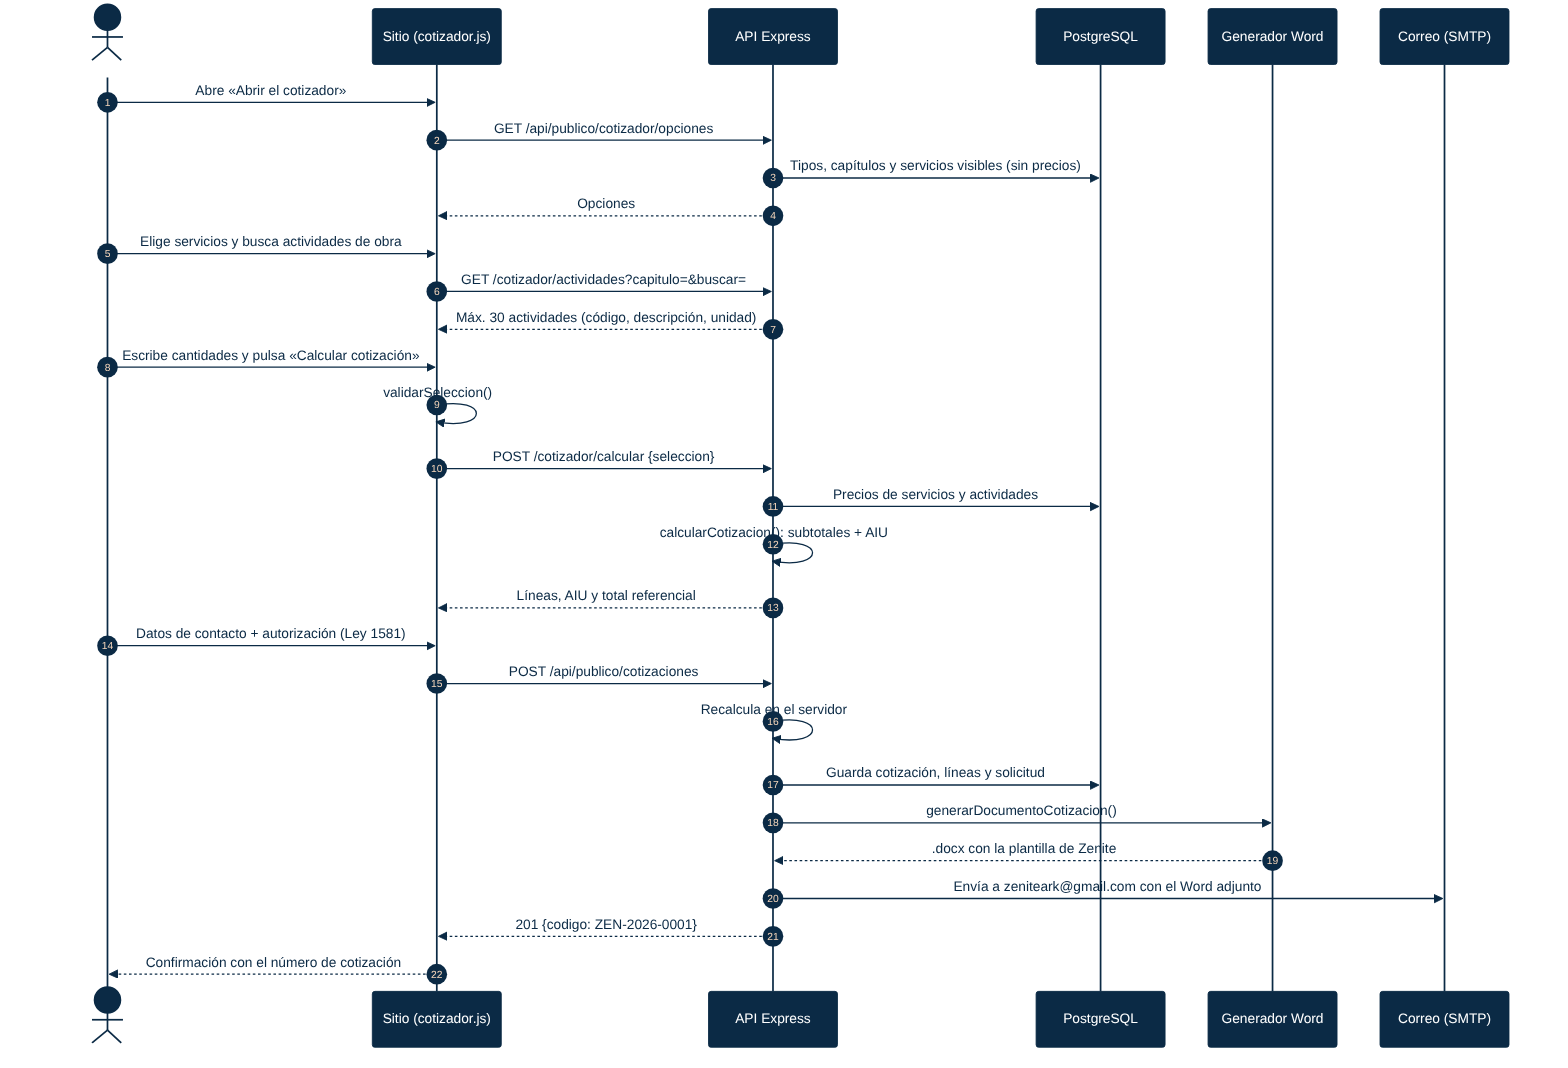 Sitio (cotizador.js)
API Express
PostgreSQL
Generador Word
Correo (SMTP)
1
Abre «Abrir el cotizador»
2
GET /api/publico/cotizador/opciones
3
Tipos, capítulos y servicios visibles (sin precios)
Opciones
4
5
Elige servicios y busca actividades de obra
6
GET /cotizador/actividades?capitulo=&buscar=
Máx. 30 actividades (código, descripción, unidad)
7
8
Escribe cantidades y pulsa «Calcular cotización»
validarSeleccion()
9
10
POST /cotizador/calcular {seleccion}
11
Precios de servicios y actividades
calcularCotizacion(): subtotales + AIU
12
Líneas, AIU y total referencial
13
14
Datos de contacto + autorización (Ley 1581)
15
POST /api/publico/cotizaciones
Recalcula en el servidor
16
17
Guarda cotización, líneas y solicitud
18
generarDocumentoCotizacion()
.docx con la plantilla de Zenite
19
20
Envía a zeniteark@gmail.com con el Word adjunto
201 {codigo: ZEN-2026-0001}
21
Confirmación con el número de cotización
22
Sitio (cotizador.js)
API Express
PostgreSQL
Generador Word
Correo (SMTP)